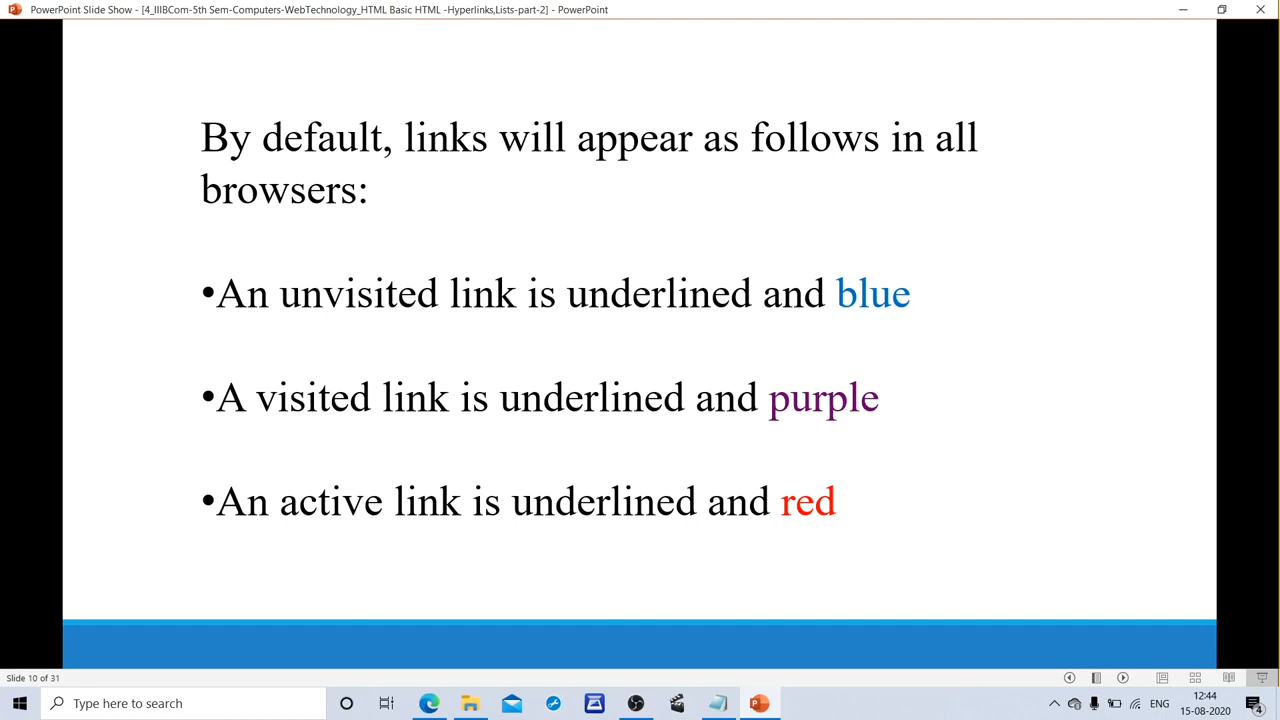 PowerPoint Slide Show - [4_IIIBCom-5th Sem-Computers-WebTechnology_HTML Basic HTML -Hyperlinks,Lists-part-2] - PowerPoint
By default, links will appear as follows in all
browsers:
•An unvisited link is underlined and blue
•A visited link is underlined and purple
•An active link is underlined and red
Slide 10 of 31
Type here to search
ENG
12:44
15-08-2020
4